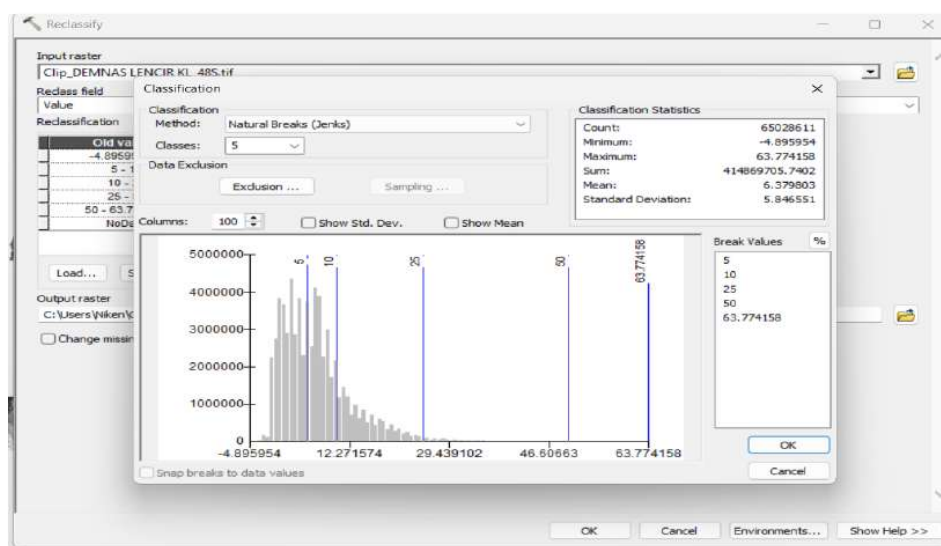 Reclassify
Input raster
Clip_DEMNAS LENCIR KL_48S.tif
Reclass field
Value
Reclassification
Old va
-4.8959
5 - 1
10 -
25 -
50 - 63.7
NoDa
Load...
S
Output raster
C:\Users\Niken\
Change missin
Classification
Classification
Method: Natural Breaks (Jenks)
Classes: 5
Data Exclusion
Exclusion ... Sampling ...
Columns: 100 Show Std. Dev. Show Mean
Classification Statistics
Count: 65028611
Minimum: -4.895954
Maximum: 63.774158
Sum: 414869705.7402
Mean: 6.379803
Standard Deviation: 5.846551
5000000
4000000
3000000
2000000
1000000
0
5 10 25 50 63.774158
-4.895954 12.271574 29.439102 46.60663 63.774158
Break Values %
5
10
25
50
63.774158
OK
Cancel
Snap breaks to data values
OK Cancel Environments... Show Help >>